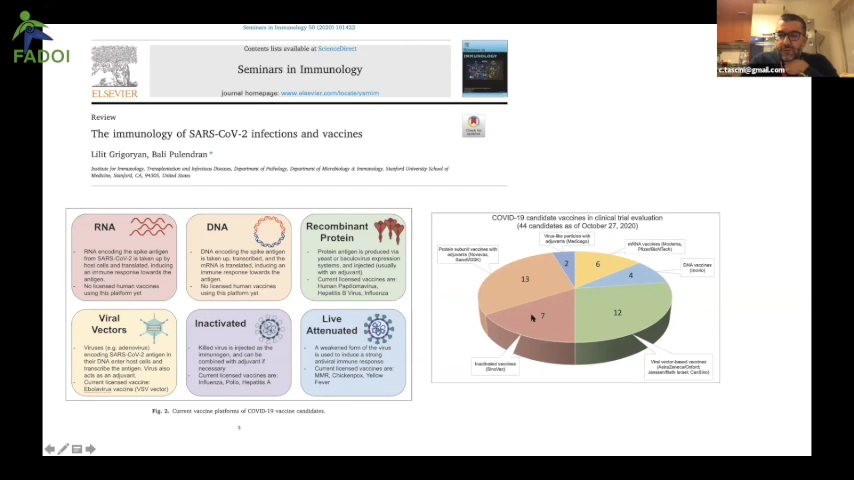 FADOI
Seminars in Immunology 50 (2020) 101422
Contents lists available at ScienceDirect
Seminars in Immunology
journal homepage: www.elsevier.com/locate/ysmim
ELSEVIER
IMMUNOLOGY
c.tascini@gmail.com
Review
The immunology of SARS-CoV-2 infections and vaccines
Lilit Grigoryan, Bali Pulendran *
Institute for Immunology, Transplantation and Infectious Diseases, Department of Pathology, Department of Microbiology & Immunology, Stanford University School of
Medicine, Stanford, CA, 94305, United States
RNA
- RNA encoding the spike antigen
from SARS-CoV-2 is taken up by
host cells and translated, inducing
an immune response towards the
antigen.
- No licensed human vaccines
using this platform yet
DNA
- DNA encoding the spike
antigen is taken up,
transcribed, and the
mRNA is translated, inducing an
immune response.
- No licensed human vaccines
using this platform yet
Recombinant
Protein
- Protein antigen is produced via
yeast or baculovirus expression
systems, and injected (usually
with an adjuvant)
- Current licensed vaccines are:
Human Papillomavirus,
Hepatitis B Virus, Influenza
Viral
Vectors
- Viruses (e.g. adenovirus)
encoding SARS-CoV-2 antigen in
their DNA enter host cells and
transcribe the antigen. Virus also
acts as an adjuvant.
- Current licensed vaccine:
Ebolavirus vaccine (VSV vector)
Inactivated
- Killed virus is injected as the
immunogen, and can be
combined with adjuvant if
necessary
- Current licensed vaccines are:
Influenza, Polio, Hepatitis A
Live
Attenuated
- A weakened form of the virus
is used to induce a strong
antiviral immune response
- Current licensed vaccines are:
MMR, Chickenpox, Yellow
Fever
Fig. 2. Current vaccine platforms of COVID-19 vaccine candidates.
3
COVID-19 candidate vaccines in clinical trial evaluation
(44 candidates as of October 27, 2020)
Virus-like particles with
adjuvants (Medicago)
mRNA vaccines (Moderna,
Pfizer/BioNTech)
Protein subunit vaccines with
adjuvants (Novavax,
Sanofi/GSK)
DNA vaccines
(Inovio)
2
6
4
13
12
7
Inactivated vaccines
(SinoVac)
Viral vector-based vaccines
(AstraZeneca/Oxford;